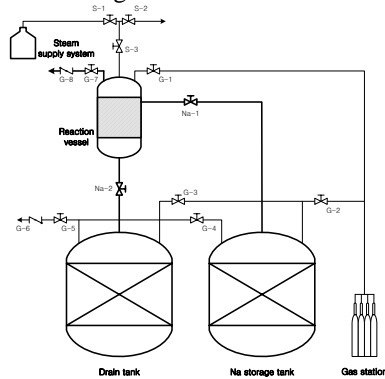 S-1 S-2
Steam
supply system
S-3
G-8 G-7 G-1
Na-1
Reaction
vessel
Na-2
G-3
G-2
G-6 G-5 G-4
Drain tank Na storage tank Gas station